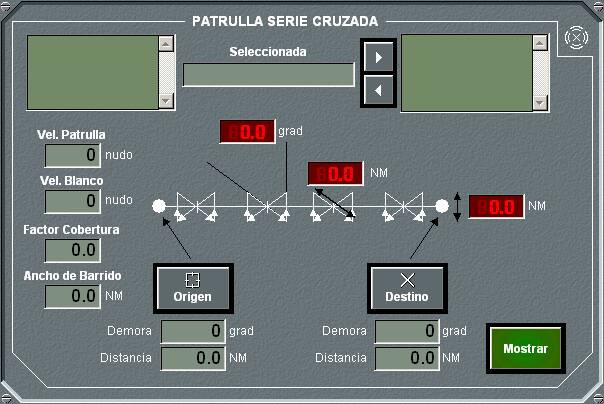 PATRULLA SERIE CRUZADA
Seleccionada
Vel. Patrulla
0 nudo
Vel. Blanco
0 nudo
Factor Cobertura
0.0
Ancho de Barrido
0.0 NM
0.0 grad
0.0 NM
0.0 NM
Origen
Destino
Demora 0 grad
Distancia 0.0 NM
Demora 0 grad
Distancia 0.0 NM
Mostrar